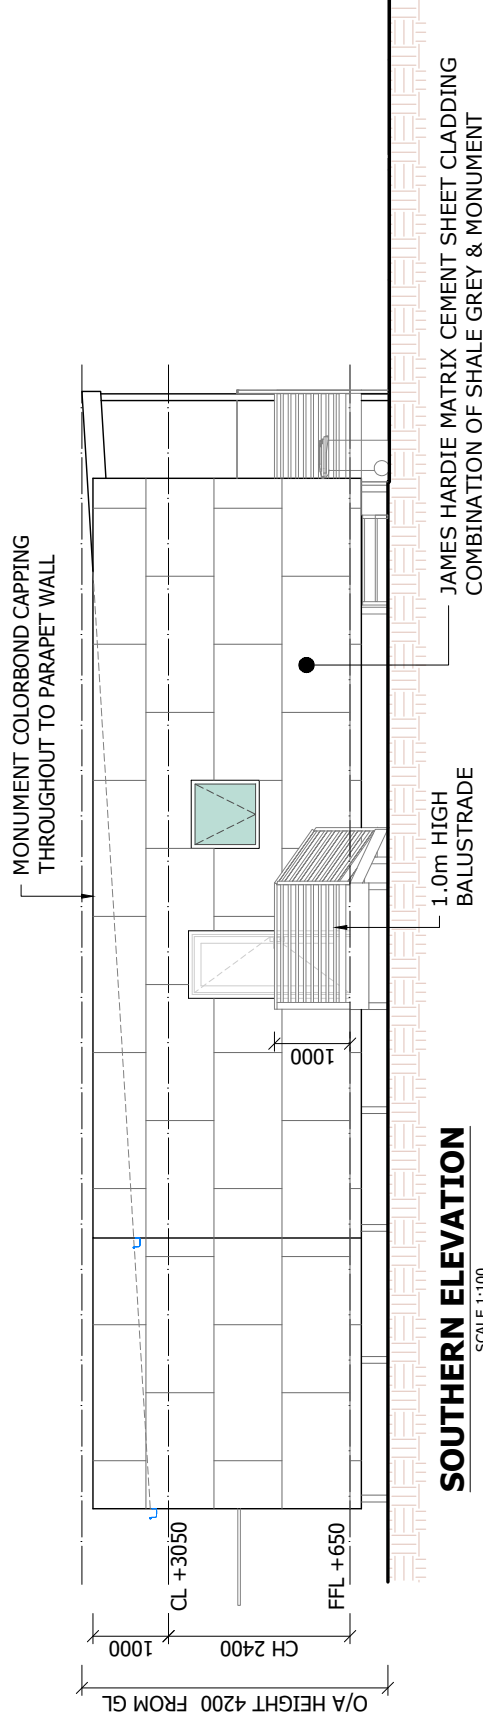 MONUMENT COLORBOND CAPPING
THROUGHOUT TO PARAPET WALL
O/A HEIGHT 4200 FROM GL
1000
CH 2400
CL +3050
FFL +650
1000
1.0m HIGH
BALUSTRADE
JAMES HARDIE MATRIX CEMENT SHEET CLADDING
COMBINATION OF SHALE GREY & MONUMENT
SOUTHERN ELEVATION
SCALE 1:100